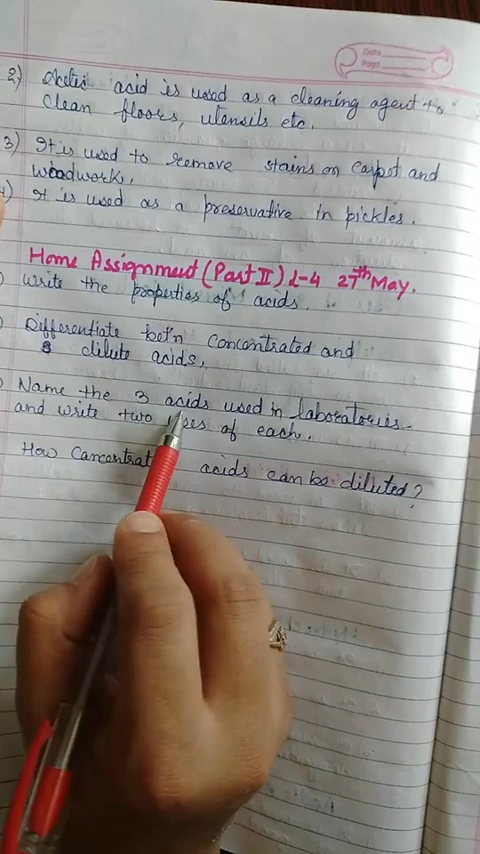 Date
Page
2) Acetic acid is used as a cleaning agent to
clean floors, utensils etc.
3) It is used to remove stains on carpet and
woodwork,
4) It is used as a preservative in pickles.
Home Assignment (Part II) L-4 27th May.
) Write the properties of acids.
) Differentiate betn concentrated and
dilute acids,
) Name the 3 acids used in laboratories
and write two uses of each.
How Concentrat acids can be diluted?